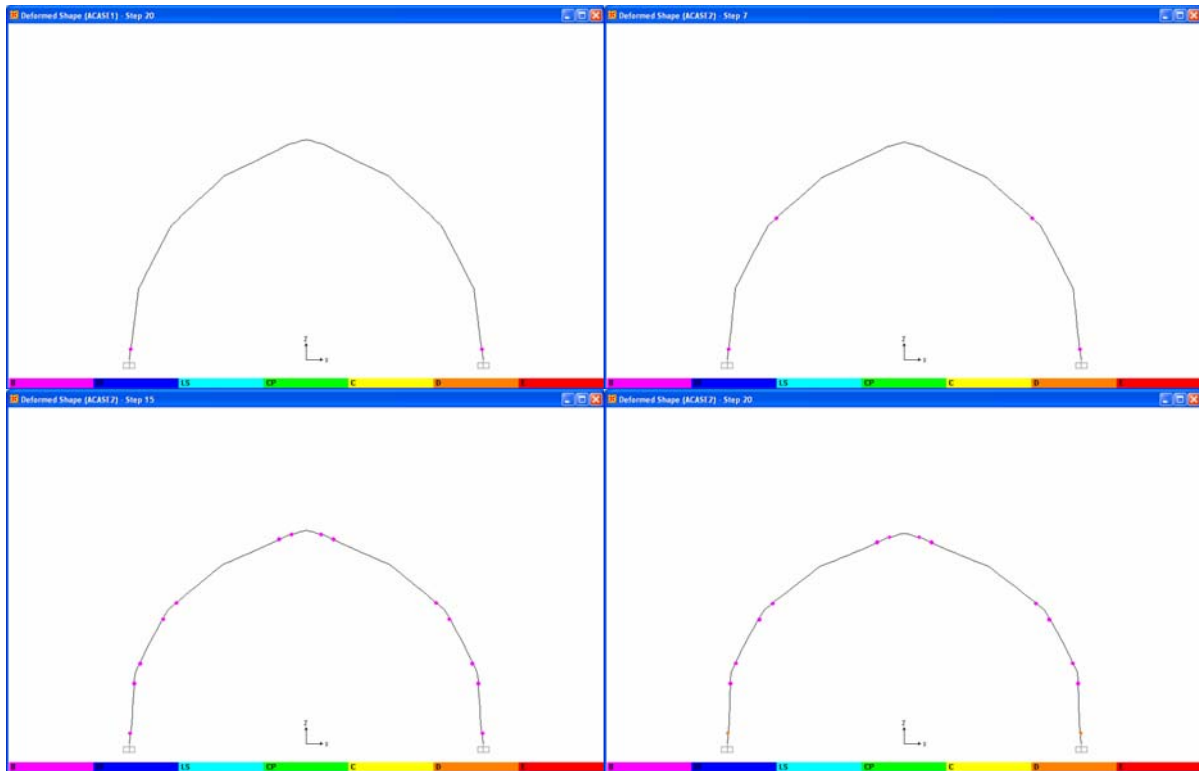 Deformed Shape (ACASE1) - Step 20
Z
X
B LS CP C D E
Deformed Shape (ACASE2) - Step 7
Z
X
B LS CP C D E
Deformed Shape (ACASE2) - Step 15
Z
X
B LS CP C D E
Deformed Shape (ACASE2) - Step 20
Z
X
B LS CP C D E